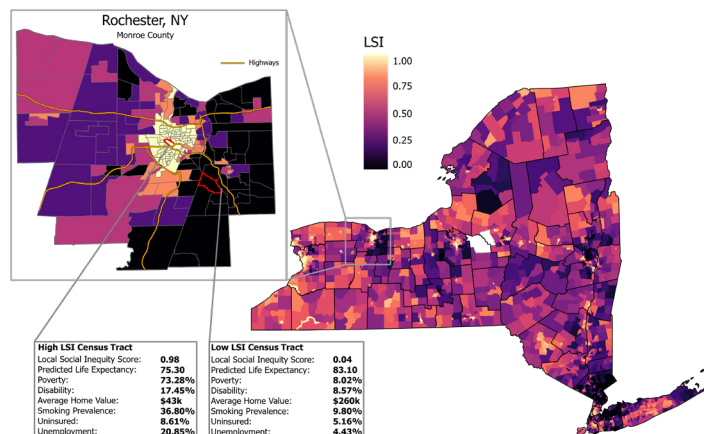 Rochester, NY
Monroe County
Highways
LSI
1.00
0.75
0.50
0.25
0.00
High LSI Census Tract
Local Social Inequity Score: 0.98
Predicted Life Expectancy: 75.30
Poverty: 73.28%
Disability: 17.45%
Average Home Value: $43k
Smoking Prevalence: 36.80%
Uninsured: 8.61%
Unemployment: 20.85%
Low LSI Census Tract
Local Social Inequity Score: 0.04
Predicted Life Expectancy: 83.10
Poverty: 8.02%
Disability: 8.57%
Average Home Value: $260k
Smoking Prevalence: 9.80%
Uninsured: 5.16%
Unemployment: 4.43%